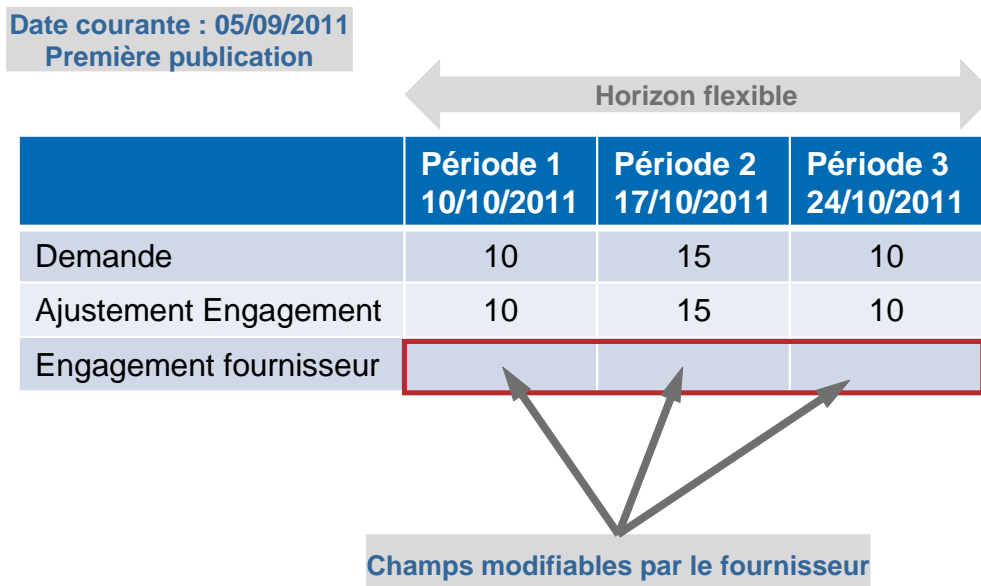 Date courante : 05/09/2011
Première publication
Horizon flexible
Période 1 Période 2 Période 3
10/10/2011 17/10/2011 24/10/2011
Demande 10 15 10
Ajustement Engagement 10 15 10
Engagement fournisseur
Champs modifiables par le fournisseur